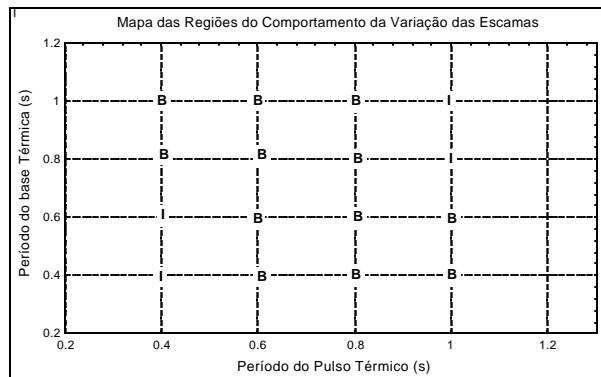 Mapa das Regiões do Comportamento da Variação das Escamas
1.2
1 B B B I
0.8 B B B I
0.6 I B B B
0.4 I B B B
0.2
0.2 0.4 0.6 0.8 1 1.2
Período do base Térmica (s)
Período do Pulso Térmico (s)